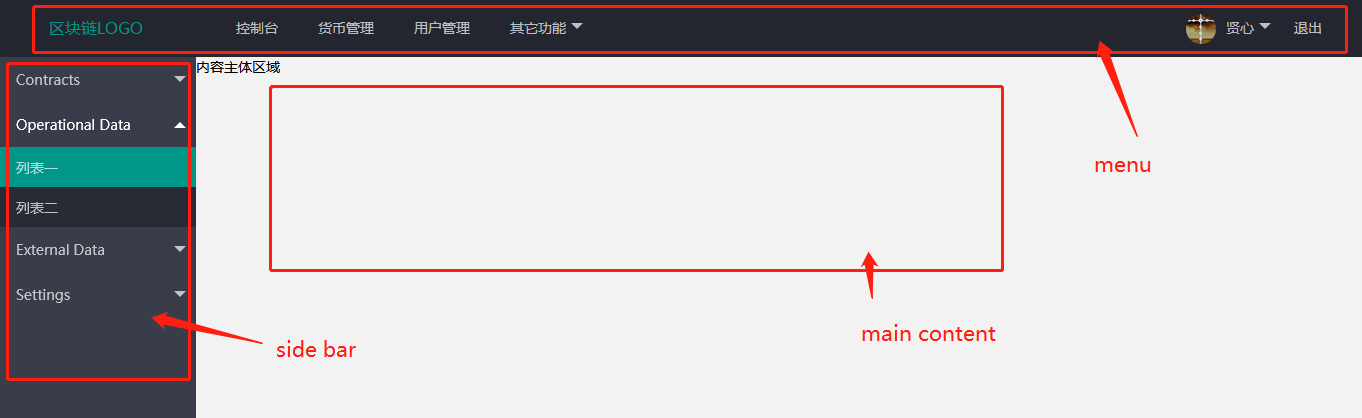 区块链LOGO 控制台 货币管理 用户管理 其它功能 贤心 退出
Contracts
内容主体区域
Operational Data
列表一
列表二
External Data
Settings
menu
main content
side bar